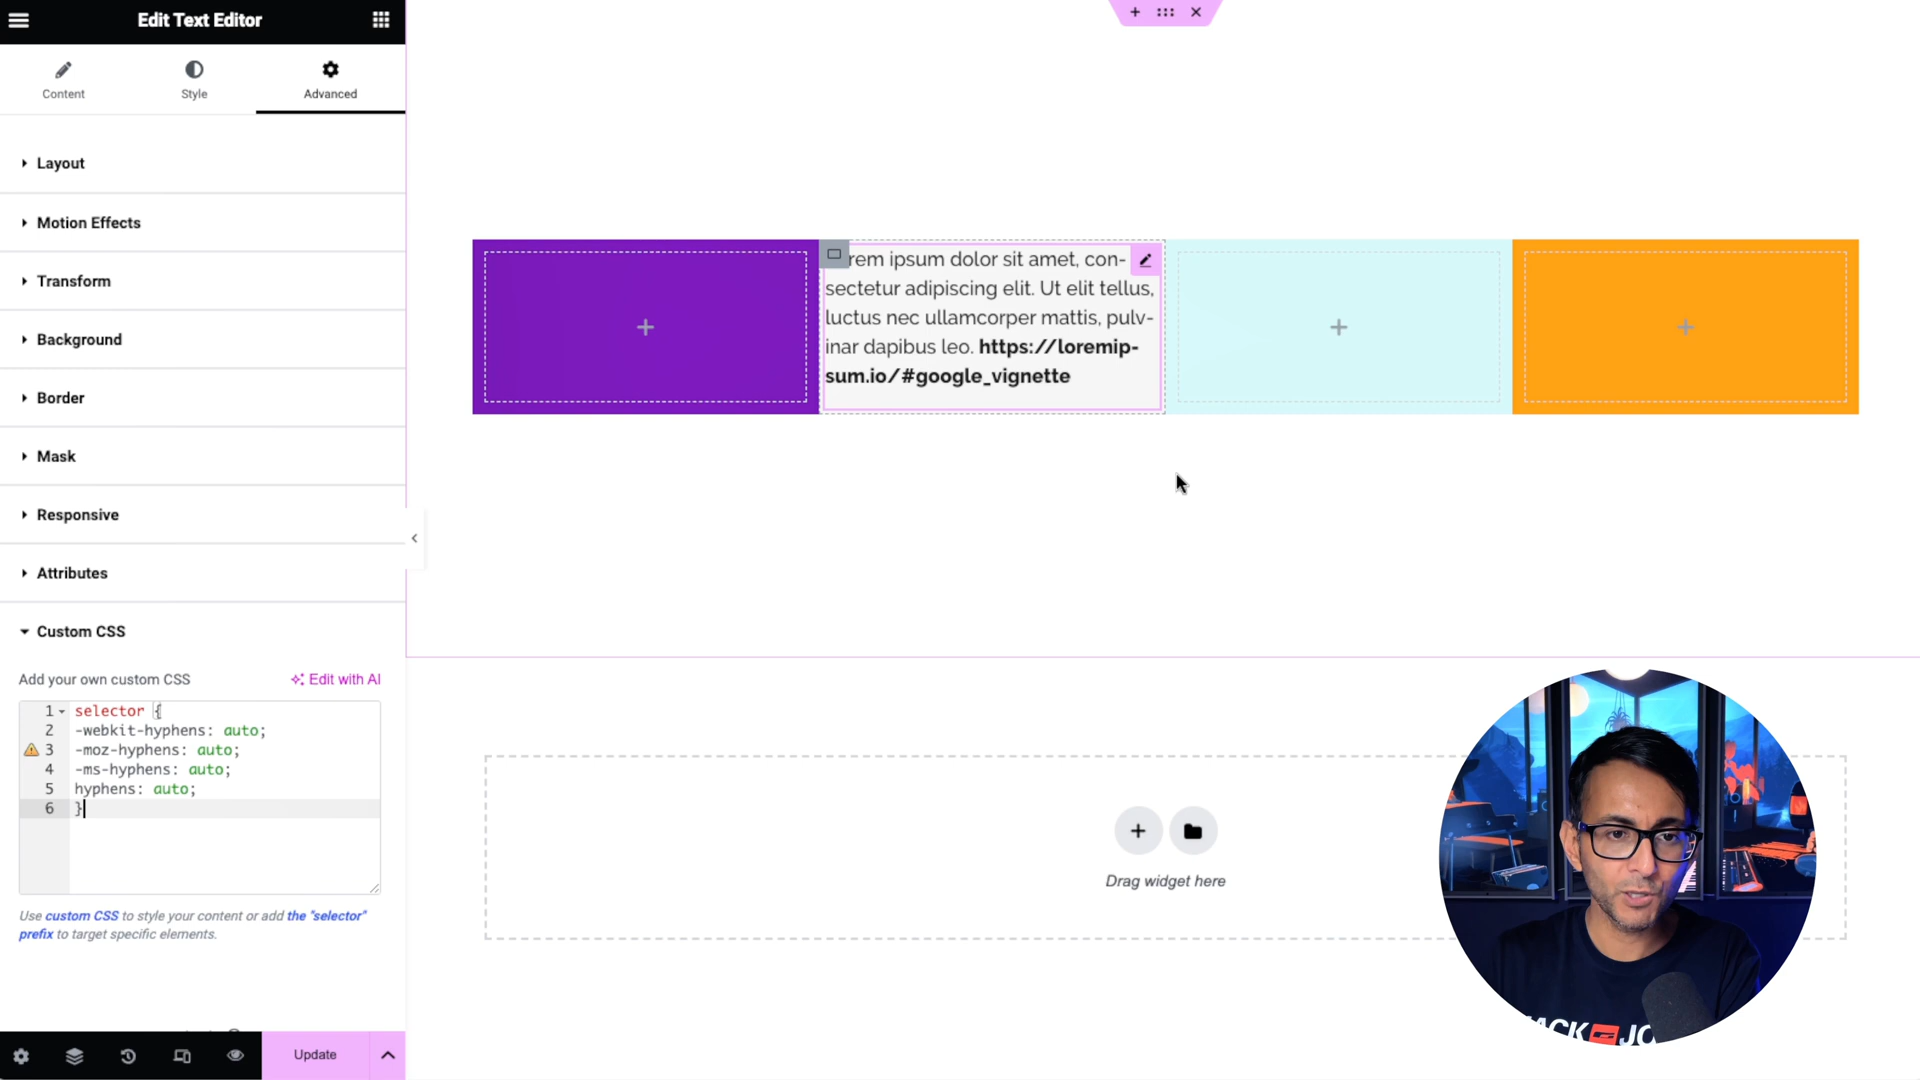 Edit Text Editor
Content
Style
Advanced
Layout
Motion Effects
Transform
Background
Border
Mask
Responsive
Attributes
Custom CSS
Add your own custom CSS
Edit with AI
1 selector {
2 -webkit-hyphens: auto;
3 -moz-hyphens: auto;
4 -ms-hyphens: auto;
5 hyphens: auto;
6 }
Use custom CSS to style your content or add the "selector"
prefix to target specific elements.
Update
rem ipsum dolor sit amet, con-
sectetur adipiscing elit. Ut elit tellus,
luctus nec ullamcorper mattis, pulv-
inar dapibus leo. https://loremip-
sum.io/#google_vignette
Drag widget here